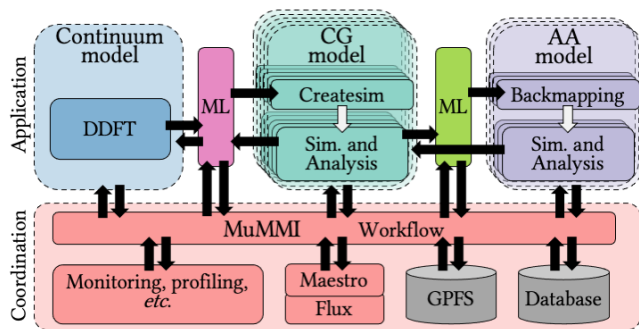 Application
Continuum
model
DDFT
ML
CG
model
Createsim
Sim. and
Analysis
ML
AA
model
Backmapping
Sim. and
Analysis
Coordination
MuMMI Workflow
Monitoring, profiling,
etc.
Maestro
Flux
GPFS
Database